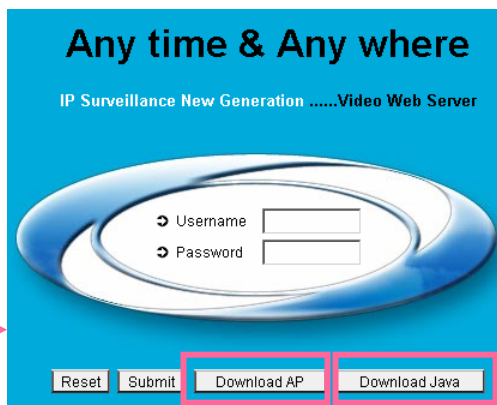 Any time & Any where
IP Surveillance New Generation ......Video Web Server
Username
Password
Reset Submit Download AP Download Java